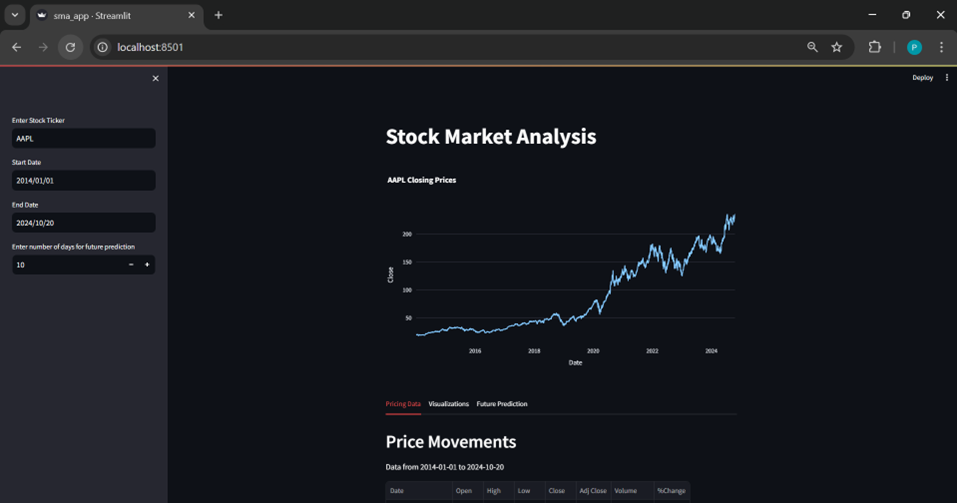 sma_app · Streamlit
localhost:8501
P
Deploy
Enter Stock Ticker
AAPL
Start Date
2014/01/01
End Date
2024/10/20
Enter number of days for future prediction
10 - +
Stock Market Analysis
AAPL Closing Prices
200
150
100
50
Close
2016 2018 2020 2022 2024
Date
Pricing Data Visualizations Future Prediction
Price Movements
Data from 2014-01-01 to 2024-10-20
Date Open High Low Close Adj Close Volume %Change